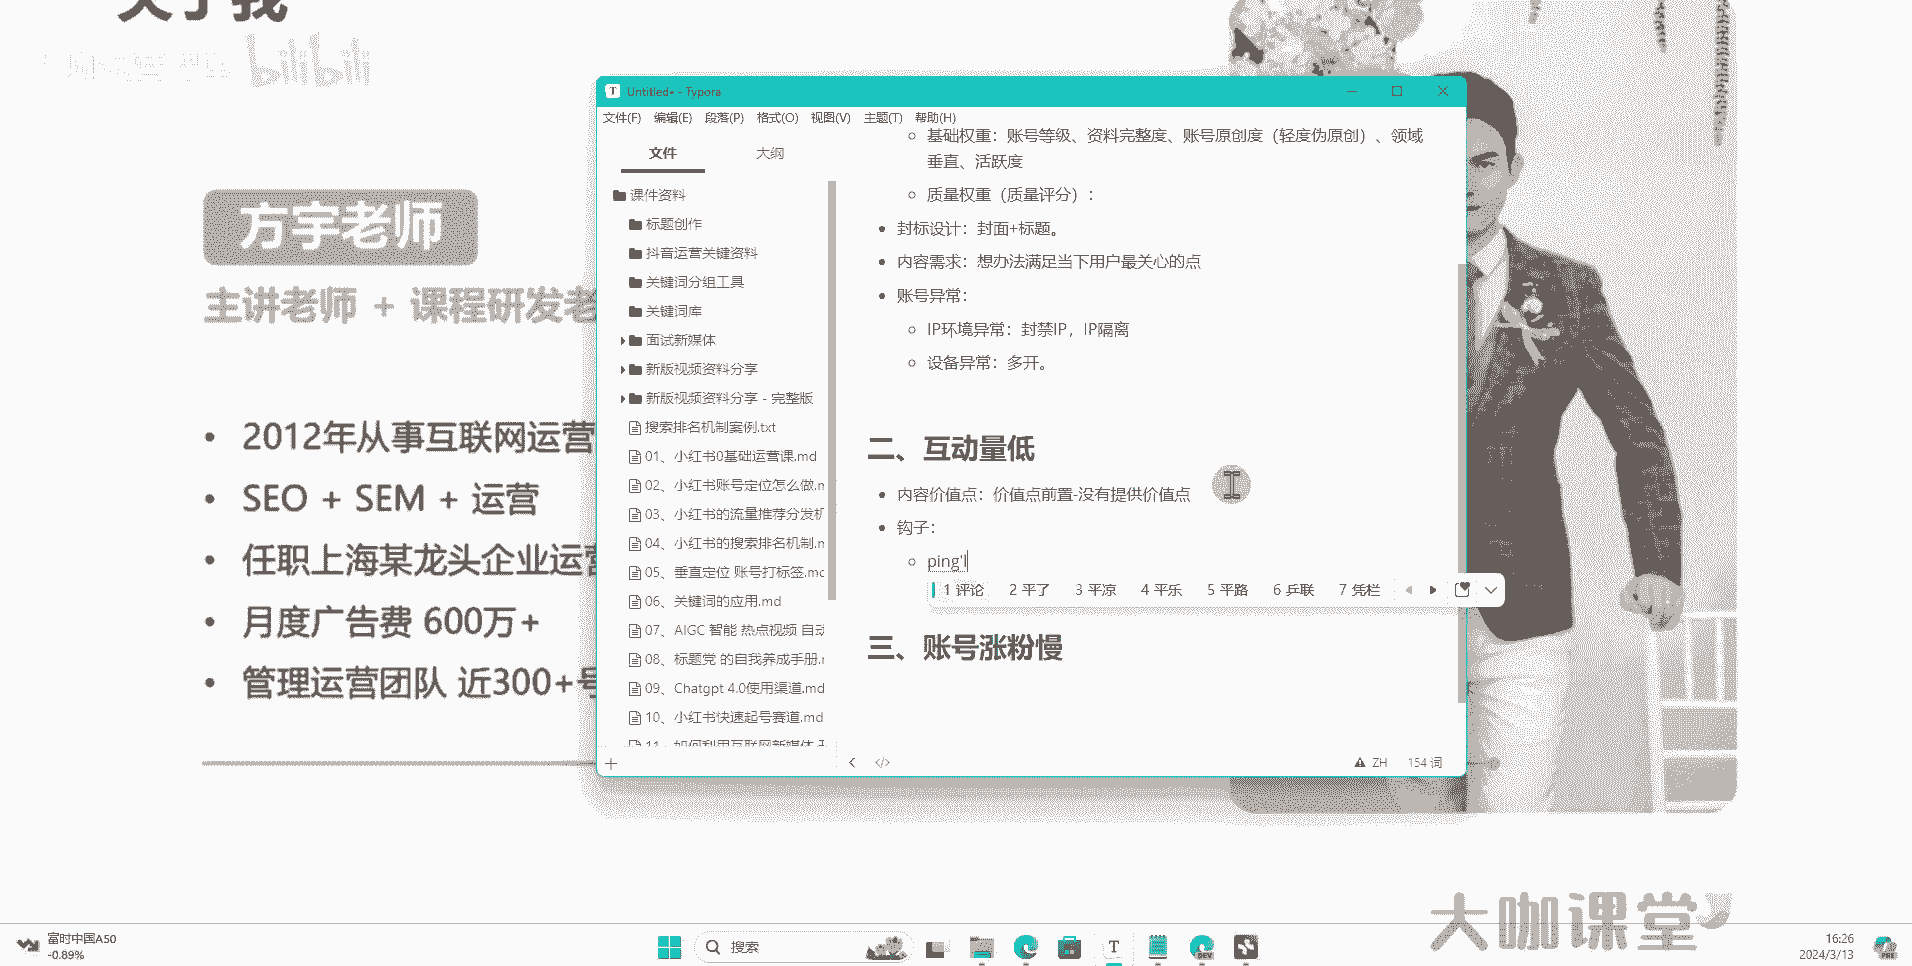 关于我
bilibili
方宇老师
主讲老师 + 课程研发老
• 2012年从事互联网运营
• SEO + SEM + 运营
• 任职上海某龙头企业运营
• 月度广告费 600万+
• 管理运营团队 近300+号
Untitled• - Typora
文件(F) 编辑(E) 段落(P) 格式(O) 视图(V) 主题(T) 帮助(H)
文件 大纲
课件资料
标题创作
抖音运营关键资料
关键词分组工具
关键词库
面试新媒体
新版视频资料分享
新版视频资料分享 - 完整版
搜索排名机制案例.txt
01、小红书0基础运营课.md
02、小红书账号定位怎么做.m
03、小红书的流量推荐分发机
04、小红书的搜索排名机制.m
05、垂直定位 账号打标签.mc
06、关键词的应用.md
07、AIGC 智能 热点视频 自动
08、标题党 的自我养成手册.r
09、Chatgpt 4.0使用渠道.md
10、小红书快速起号赛道.md
11、如何利用互联网新媒体
基础权重：账号等级、资料完整度、账号原创度（轻度伪原创）、领域
垂直、活跃度
质量权重（质量评分）：
• 封标设计：封面+标题。
• 内容需求：想办法满足当下用户最关心的点
• 账号异常：
IP环境异常：封禁IP，IP隔离
设备异常：多开。
二、互动量低
• 内容价值点：价值点前置-没有提供价值点
• 钩子：
ping'l
1 评论 2 平了 3 平凉 4 平乐 5 平路 6 乒联 7 凭栏
三、账号涨粉慢
ZH 154 词
大咖课堂
富时中国A50
-0.89%
搜索
16:26
2024/3/13